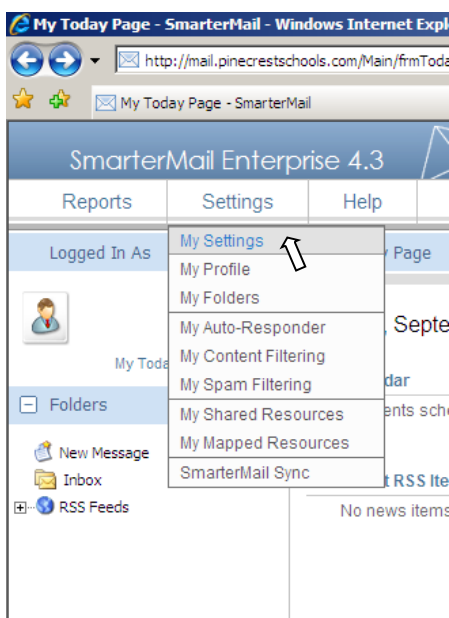 My Today Page - SmarterMail - Windows Internet Expl
http://mail.pinecrestschools.com/Main/frmToda
My Today Page - SmarterMail
SmarterMail Enterprise 4.3
Reports Settings Help
Logged In As Page
My Settings
My Profile
My Folders
My Auto-Responder
My Content Filtering
My Spam Filtering
My Shared Resources
My Mapped Resources
SmarterMail Sync
, Septe
My Toda
dar
ents sch
Folders
New Message
Inbox
t RSS Ite
RSS Feeds
No news items